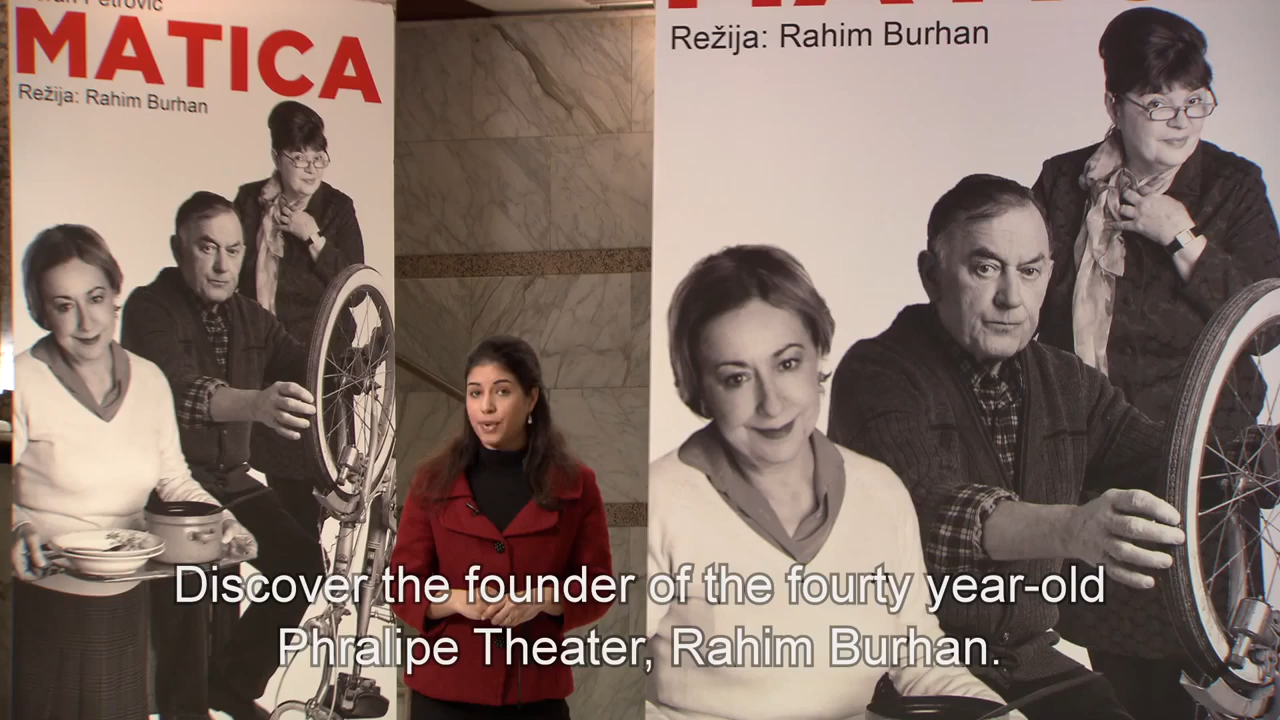 Petrović
MATICA
Režija: Rahim Burhan
Režija: Rahim Burhan
Discover the founder of the fourty year-old
Phralipe Theater, Rahim Burhan.